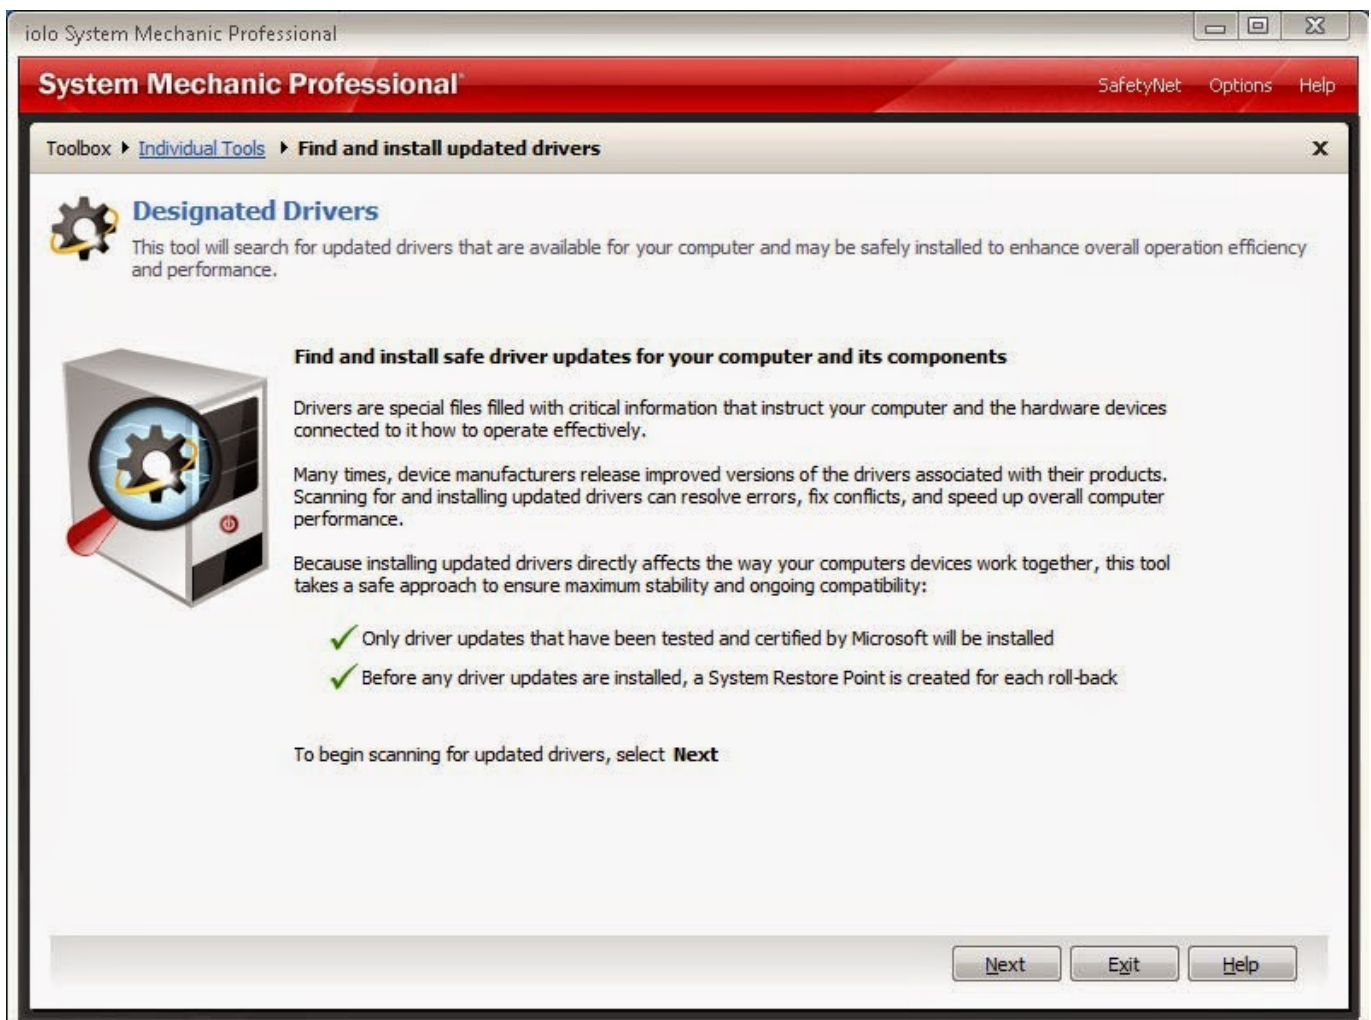 iolo System Mechanic Professional
System Mechanic Professional®
SafetyNet Options Help
Toolbox Individual Tools Find and install updated drivers
X
Designated Drivers
This tool will search for updated drivers that are available for your computer and may be safely installed to enhance overall operation efficiency
and performance.
Find and install safe driver updates for your computer and its components
Drivers are special files filled with critical information that instruct your computer and the hardware devices
connected to it how to operate effectively.
Many times, device manufacturers release improved versions of the drivers associated with their products.
Scanning for and installing updated drivers can resolve errors, fix conflicts, and speed up overall computer
performance.
Because installing updated drivers directly affects the way your computers devices work together, this tool
takes a safe approach to ensure maximum stability and ongoing compatibility:
Only driver updates that have been tested and certified by Microsoft will be installed
Before any driver updates are installed, a System Restore Point is created for each roll-back
To begin scanning for updated drivers, select Next
Next Exit Help